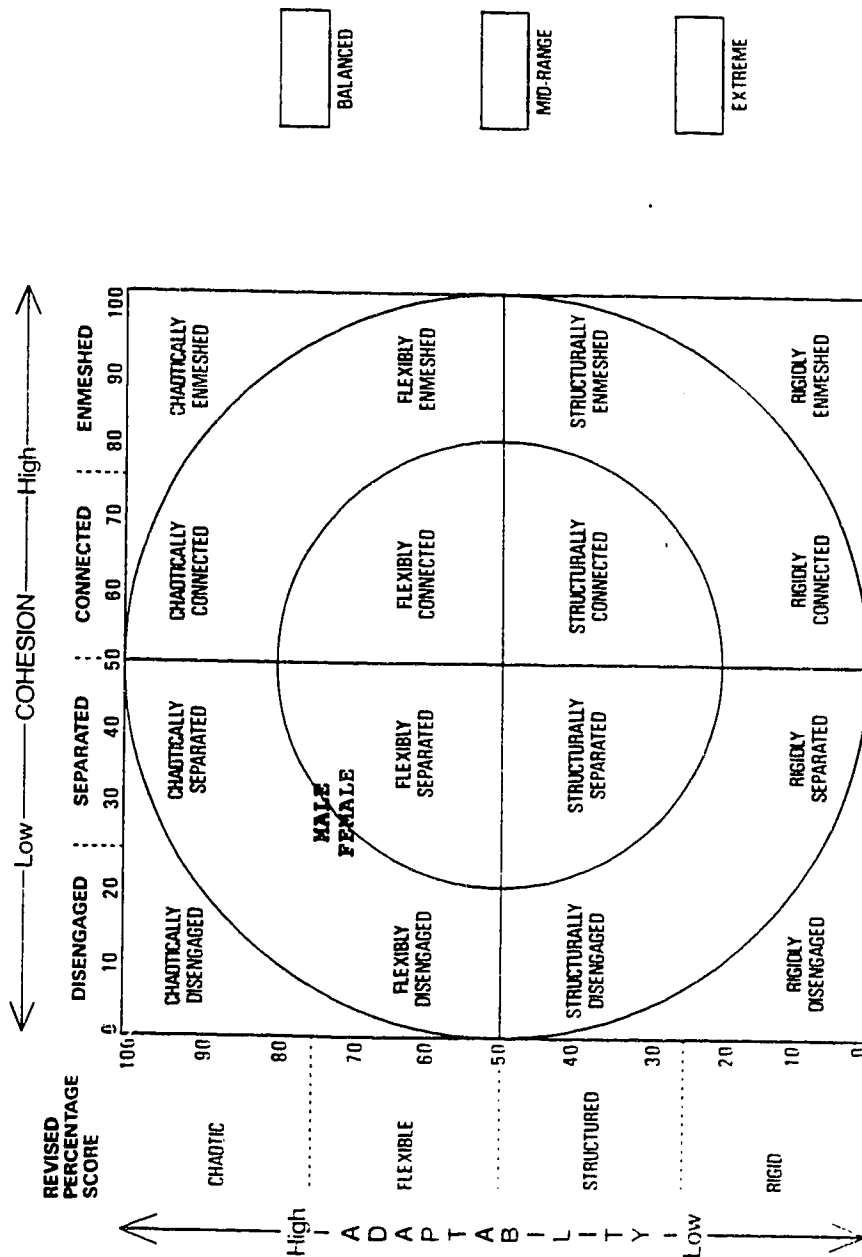 Low COHESION High
DISENGAGED SEPARATED CONNECTED ENMESHED
REVISED
PERCENTAGE
SCORE
0 10 20 30 40 50 60 70 80 90 100
100
90
80
70
60
50
40
30
20
10
0
High
ADAPTABILITY
Low
CHAOTIC
FLEXIBLE
STRUCTURED
RIGID
CHAOTICALLY
DISENGAGED
CHAOTICALLY
SEPARATED
CHAOTICALLY
CONNECTED
CHAOTICALLY
ENMESHED
MALE
FEMALE
FLEXIBLY
DISENGAGED
FLEXIBLY
SEPARATED
FLEXIBLY
CONNECTED
FLEXIBLY
ENMESHED
STRUCTURALLY
DISENGAGED
STRUCTURALLY
SEPARATED
STRUCTURALLY
CONNECTED
STRUCTURALLY
ENMESHED
RIGIDLY
DISENGAGED
RIGIDLY
SEPARATED
RIGIDLY
CONNECTED
RIGIDLY
ENMESHED
BALANCED
MID-RANGE
EXTREME